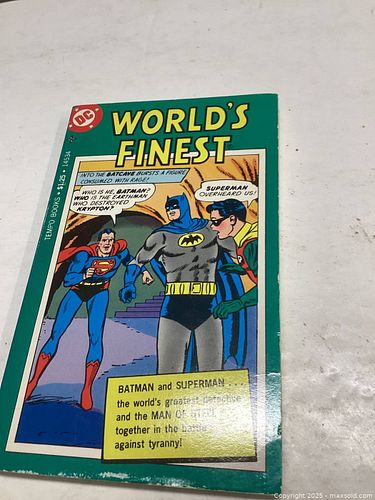 DC
WORLD'S
FINEST
TEMPO BOOKS • $1.25 • 14534
INTO THE BATCAVE BURSTS A FIGURE
CONSUMED WITH RAGE!
WHO IS HE, BATMAN?
WHO IS THE EARTHMAN
WHO DESTROYED
KRYPTON?
SUPERMAN
OVERHEARD US!
BATMAN and SUPERMAN . . .
the world's greatest detective
and the MAN OF STEEL
together in the battle
against tyranny!
Copyright 2025 - maxsold.com